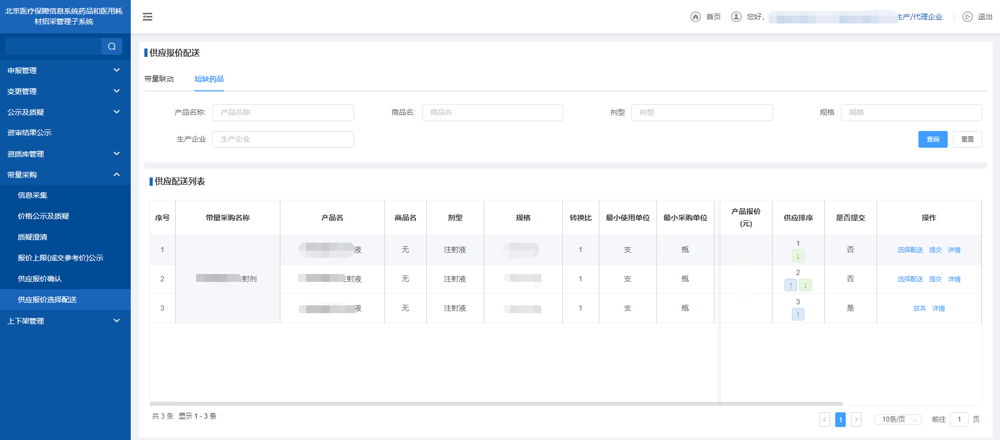 北京医疗保障信息系统药品和医用耗
材招采管理子系统
首页
您好，
生产/代理企业
退出
申报管理
变更管理
公示及质疑
资审结果公示
资质库管理
带量采购
信息采集
价格公示及质疑
质疑澄清
报价上限(成交参考价)公示
供应报价确认
供应报价选择配送
上下架管理
供应报价配送
带量联动 短缺药品
产品名称: 产品名称 商品名: 商品名 剂型 剂型 规格 规格
生产企业 生产企业 查询 重置
供应配送列表
序号 带量采购名称 产品名 商品名 剂型 规格 转换比 最小使用单位 最小采购单位 产品报价(元) 供应排序 是否提交 操作
1 液 无 注射液 1 支 瓶 1 ↓ 否 选择配送 提交 详情
2 射剂 注射液 无 注射液 1 支 瓶 2 ↑ ↓ 否 选择配送 提交 详情
3 液 无 注射液 1 支 瓶 3 ↑ 是 放弃 详情
共 3 条 显示 1 - 3 条
1 10条/页 前往 1 页